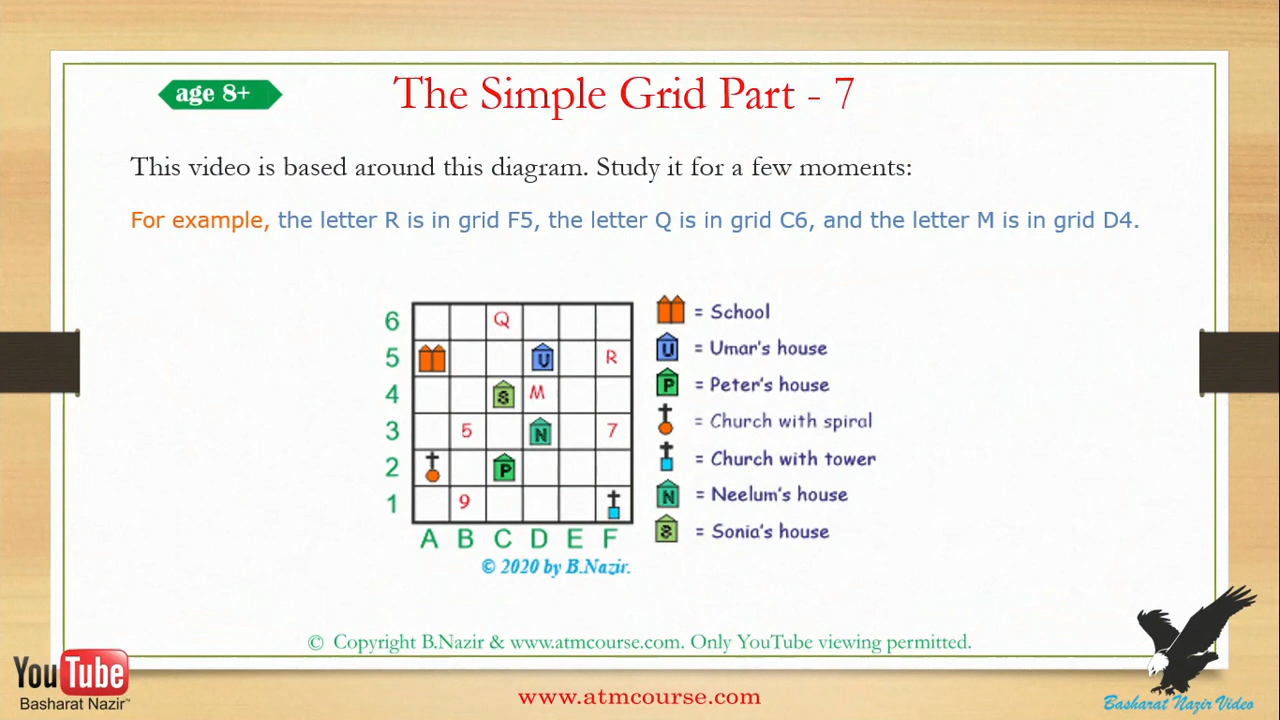 age 8+
The Simple Grid Part - 7
This video is based around this diagram. Study it for a few moments:
For example, the letter R is in grid F5, the letter Q is in grid C6, and the letter M is in grid D4.
6 Q
5 U R
4 S M
3 5 N 7
2 P
1 9
A B C D E F
= School
U = Umar's house
P = Peter's house
= Church with spiral
= Church with tower
N = Neelum's house
S = Sonia's house
© 2020 by B.Nazir.
© Copyright B.Nazir & www.atmcourse.com. Only YouTube viewing permitted.
YouTube
Basharat Nazir™
www.atmcourse.com
Basharat Nazir Video